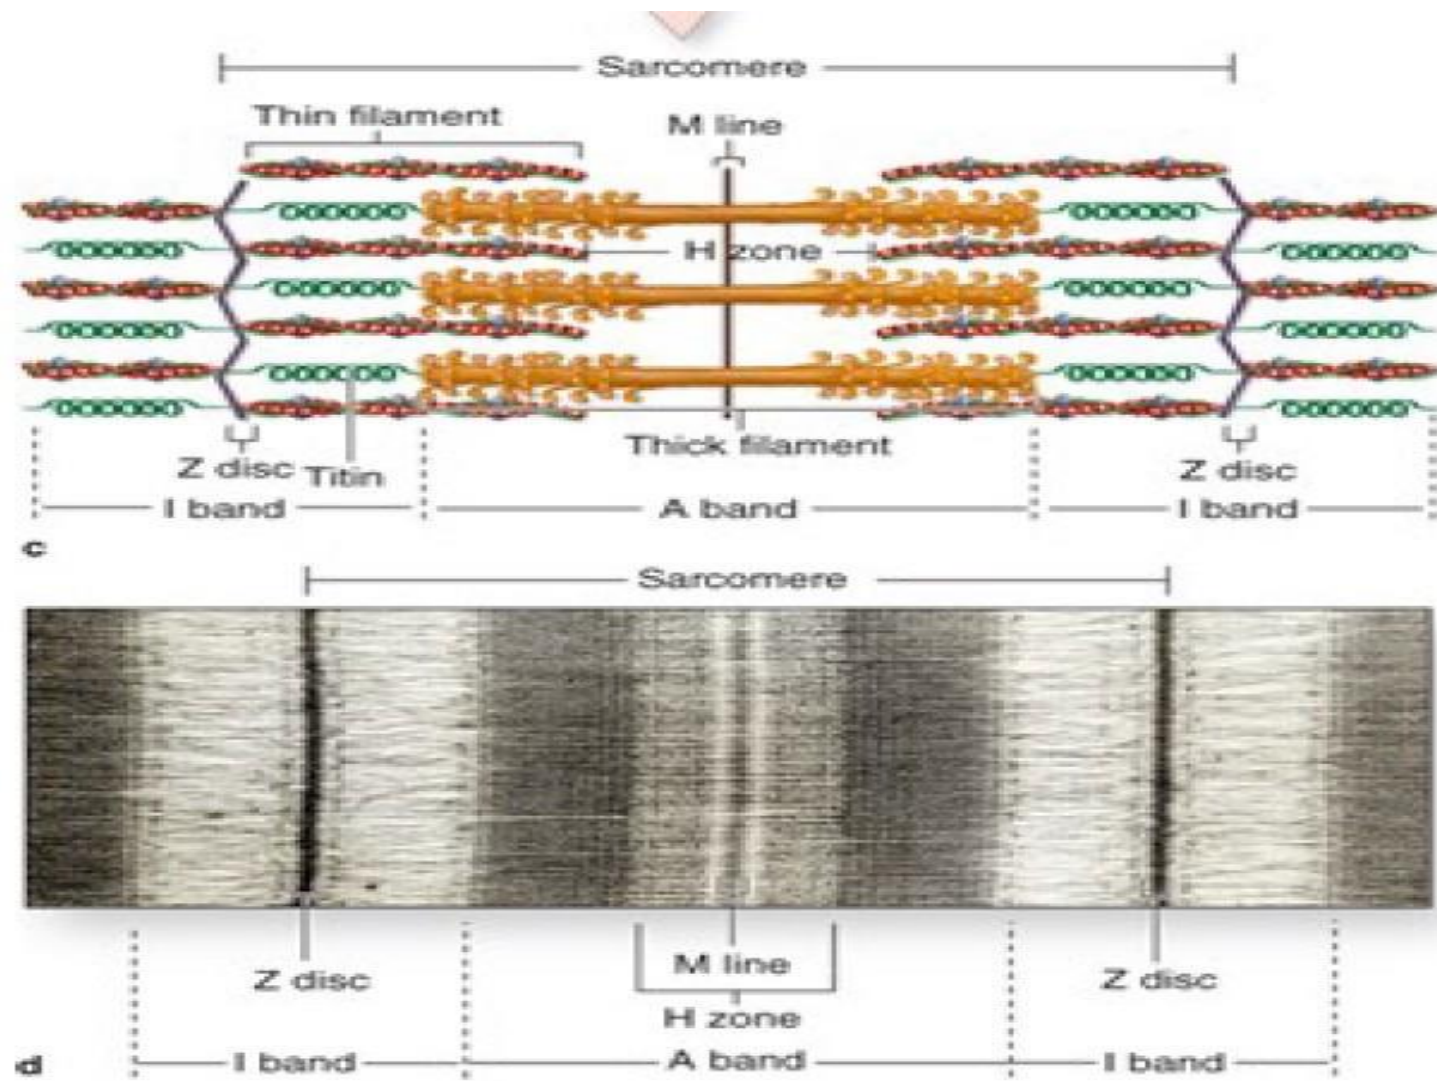 Sarcomere
Thin filament
M line
H zone
Thick filament
Z disc Titin Z disc
I band A band I band
c
Sarcomere
Z disc M line Z disc
H zone
I band A band I band
d